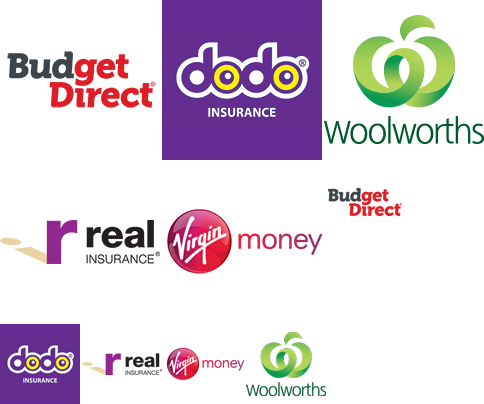 Budget
Direct®
dodo®
INSURANCE
Woolworths
r real
INSURANCE®
Virgin money
Budget
Direct
dodo
INSURANCE
r real
INSURANCE
Virgin money
Woolworths